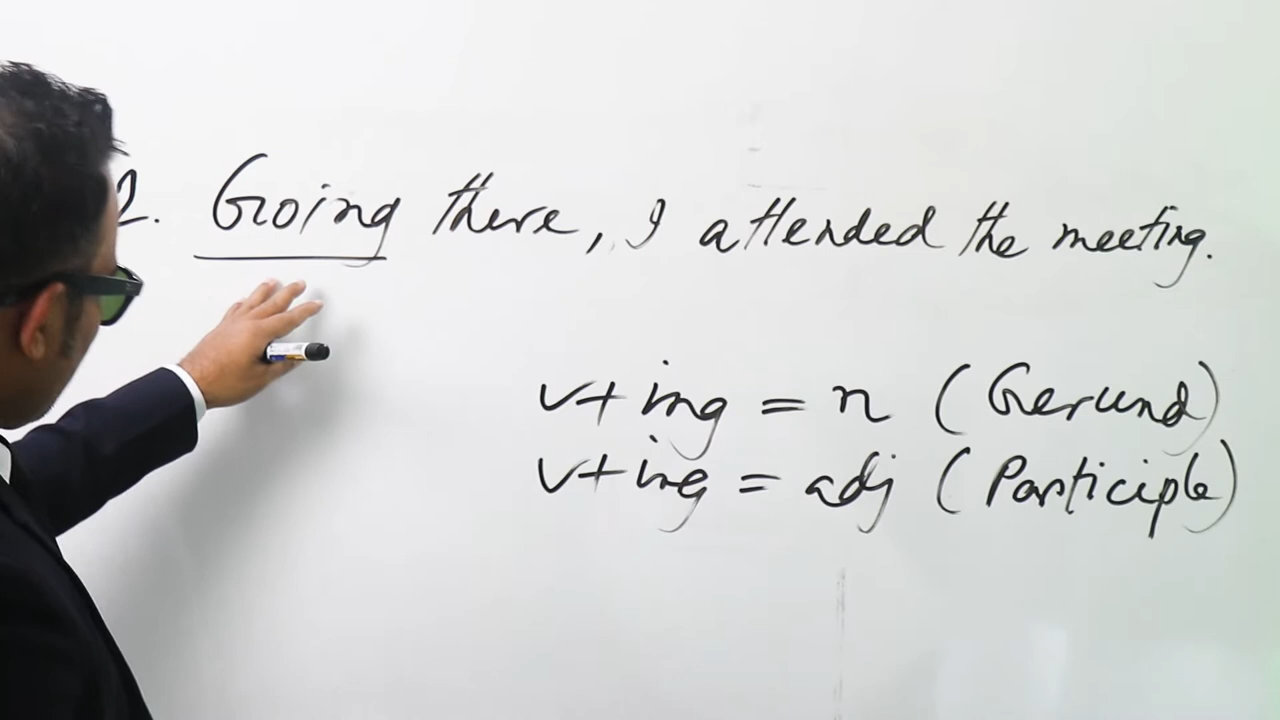 2. Going there, I attended the meeting.
v+ing = n (Gerund)
v+ing = adj (Participle)